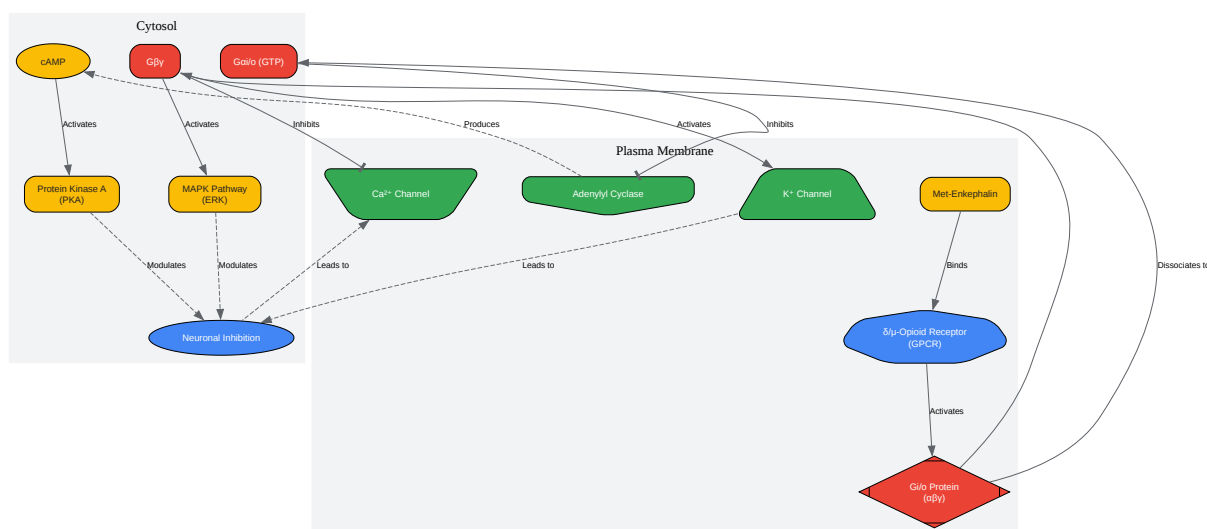 Cytosol
cAMP
Gβγ
Gαi/o (GTP)
Activates
Activates
Inhibits
Produces
Activates
Inhibits
Plasma Membrane
Protein Kinase A
(PKA)
MAPK Pathway
(ERK)
Ca²⁺ Channel
Adenylyl Cyclase
K⁺ Channel
Met-Enkephalin
Modulates
Modulates
Leads to
Leads to
Binds
Dissociates to
Neuronal Inhibition
δ/μ-Opioid Receptor
(GPCR)
Activates
Gi/o Protein
(αβγ)